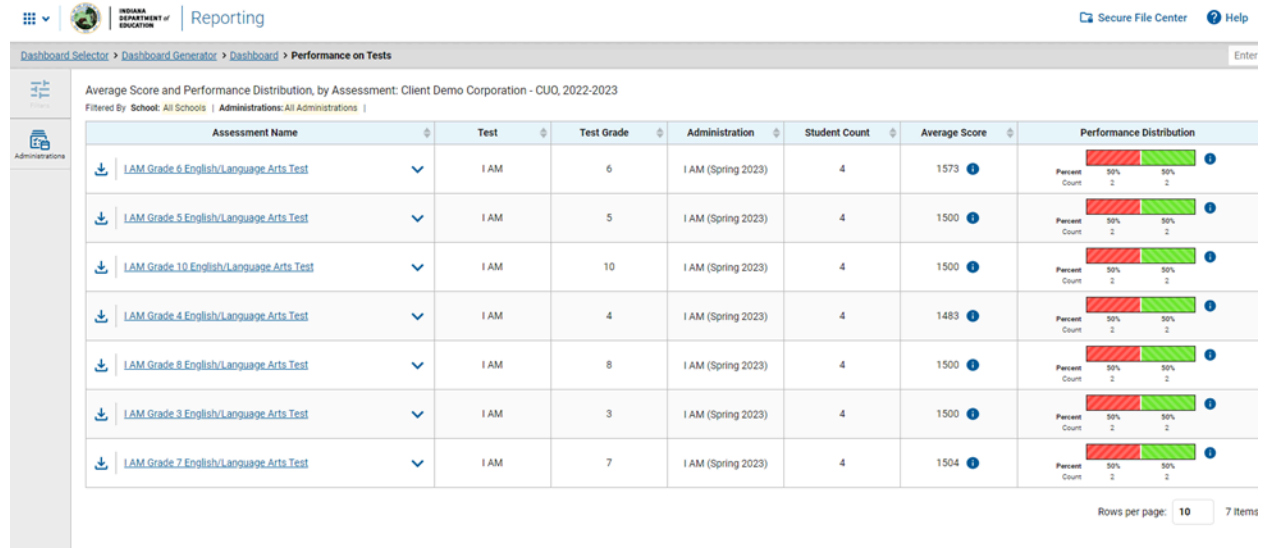 INDIANA
DEPARTMENT of
EDUCATION
Reporting
Secure File Center
Help
Dashboard Selector > Dashboard Generator > Dashboard > Performance on Tests
Enter
Filters
Administrations
Average Score and Performance Distribution, by Assessment: Client Demo Corporation - CUO, 2022-2023
Filtered By School: All Schools | Administrations: All Administrations |
Assessment Name Test Test Grade Administration Student Count Average Score Performance Distribution
I AM Grade 6 English/Language Arts Test I AM 6 I AM (Spring 2023) 4 1573
Percent 50% 50%
Count 2 2
I AM Grade 5 English/Language Arts Test I AM 5 I AM (Spring 2023) 4 1500
Percent 50% 50%
Count 2 2
I AM Grade 10 English/Language Arts Test I AM 10 I AM (Spring 2023) 4 1500
Percent 50% 50%
Count 2 2
I AM Grade 4 English/Language Arts Test I AM 4 I AM (Spring 2023) 4 1483
Percent 50% 50%
Count 2 2
I AM Grade 8 English/Language Arts Test I AM 8 I AM (Spring 2023) 4 1500
Percent 50% 50%
Count 2 2
I AM Grade 3 English/Language Arts Test I AM 3 I AM (Spring 2023) 4 1500
Percent 50% 50%
Count 2 2
I AM Grade 7 English/Language Arts Test I AM 7 I AM (Spring 2023) 4 1504
Percent 50% 50%
Count 2 2
Rows per page: 10 7 Items